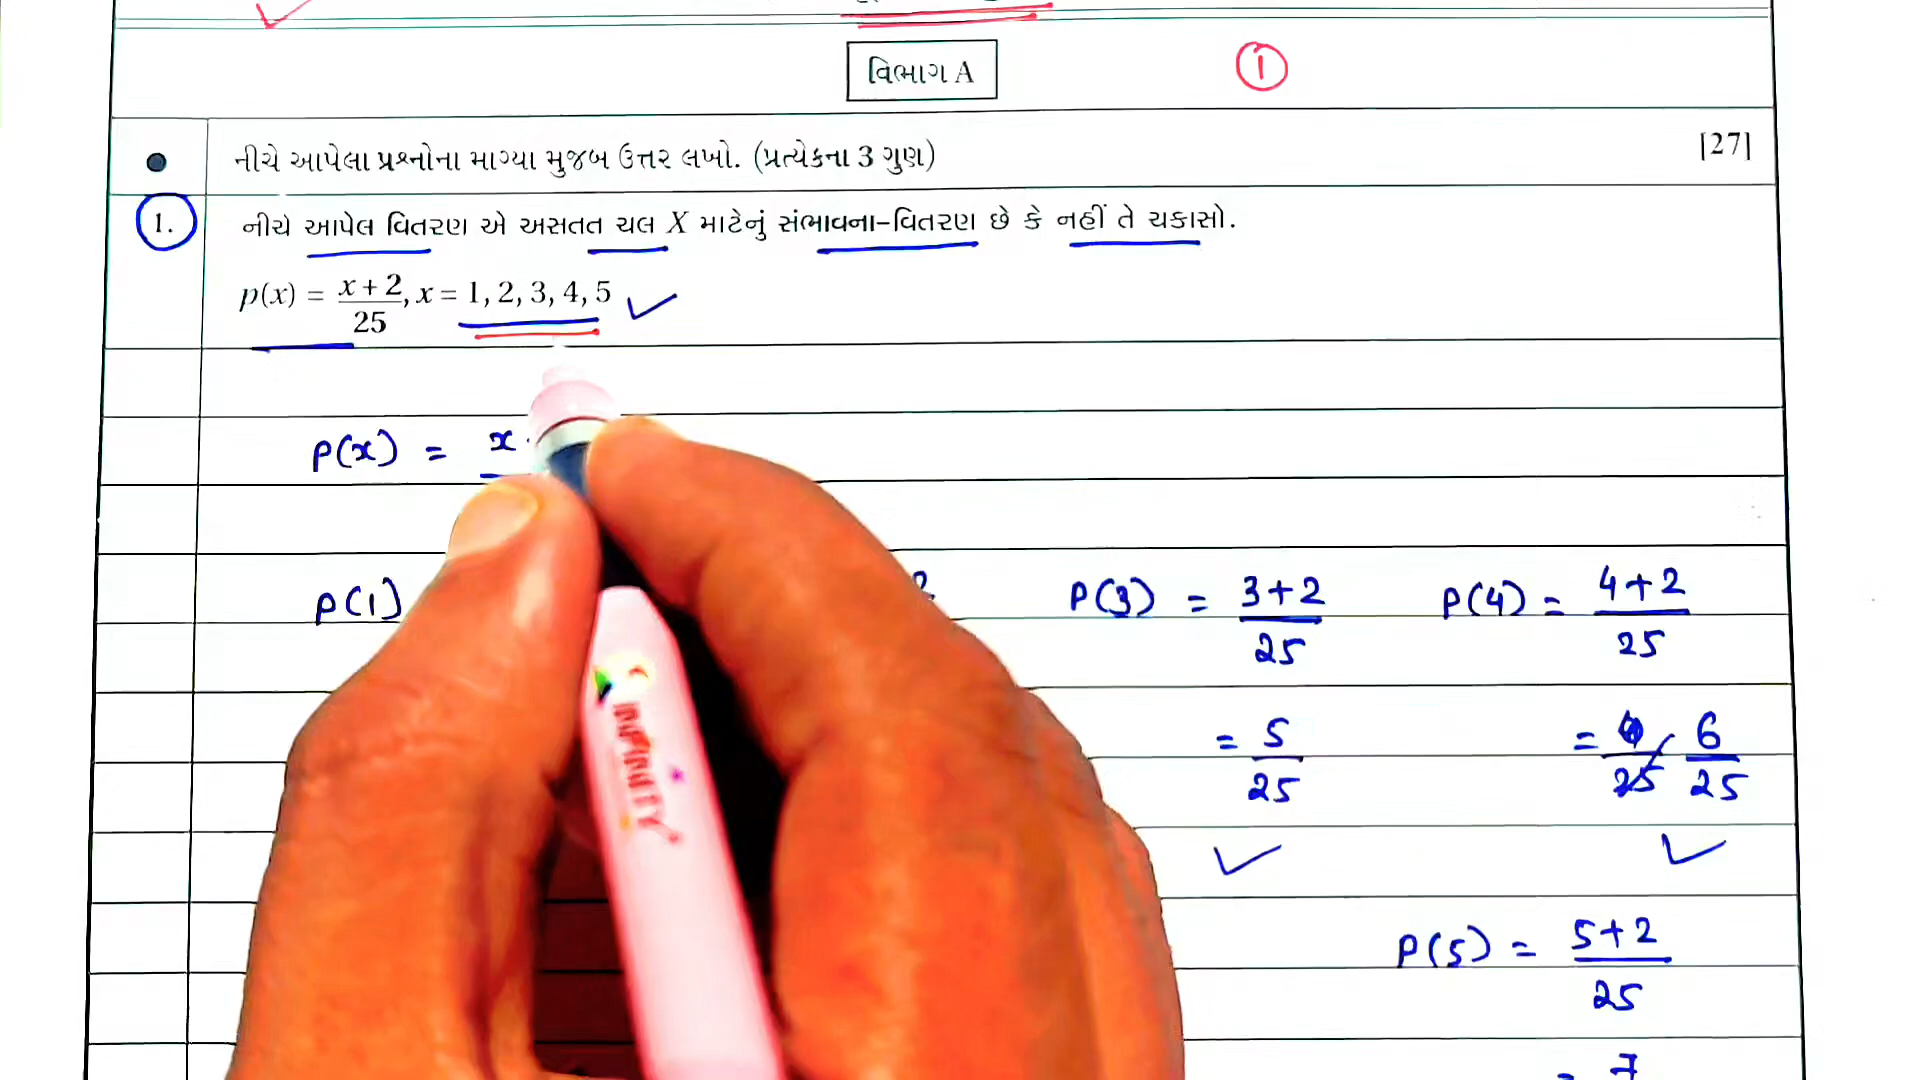 વિભાગ A
1
નીચે આપેલા પ્રશ્નોના માગ્યા મુજબ ઉત્તર લખો. (પ્રત્યેકના 3 ગુણ) [27]
1. નીચે આપેલ વિતરણ એ અસતત ચલ X માટેનું સંભાવના-વિતરણ છે કે નહીં તે ચકાસો.
p(x) = x + 2 / 25, x = 1, 2, 3, 4, 5
P(x) = x
P(1) P(3) = 3+2 / 25 P(4) = 4+2 / 25
= 5 / 25 = 6 / 25
P(5) = 5+2 / 25
= 7
INFINITY